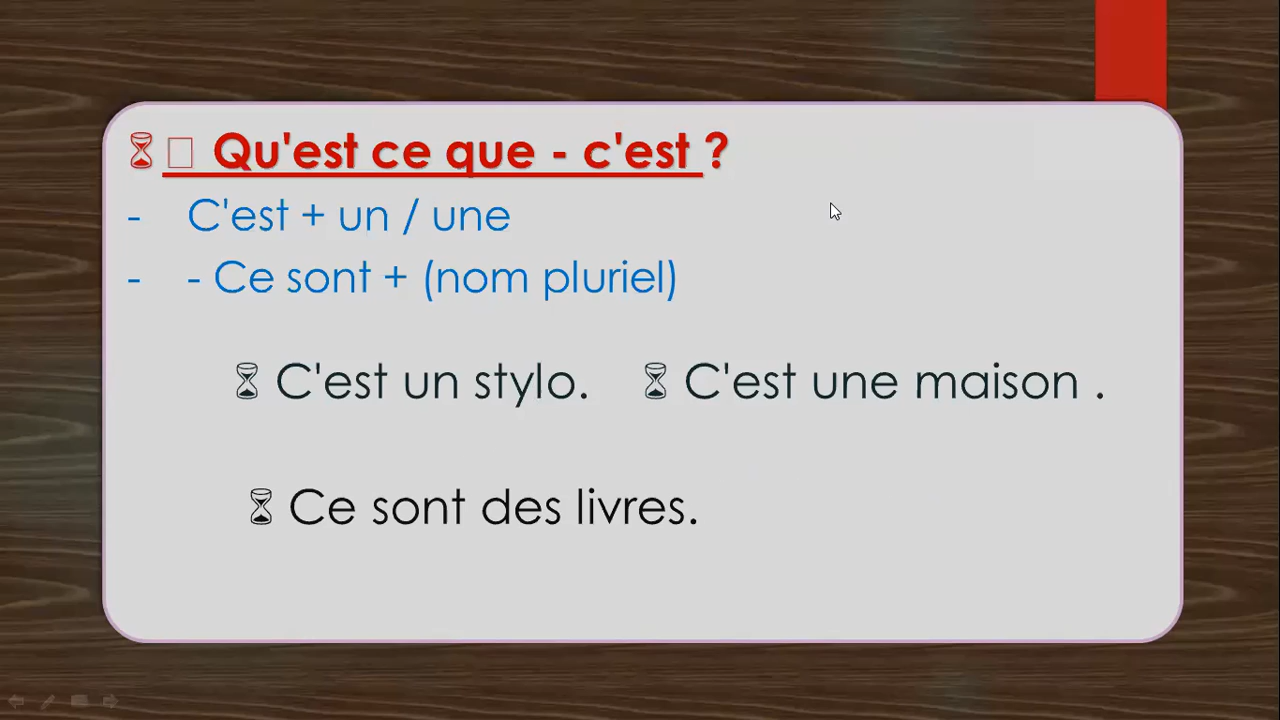 ⌛□ Qu'est ce que - c'est ?
- C'est + un / une
- - Ce sont + (nom pluriel)
⌛ C'est un stylo. ⌛ C'est une maison .
⌛ Ce sont des livres.